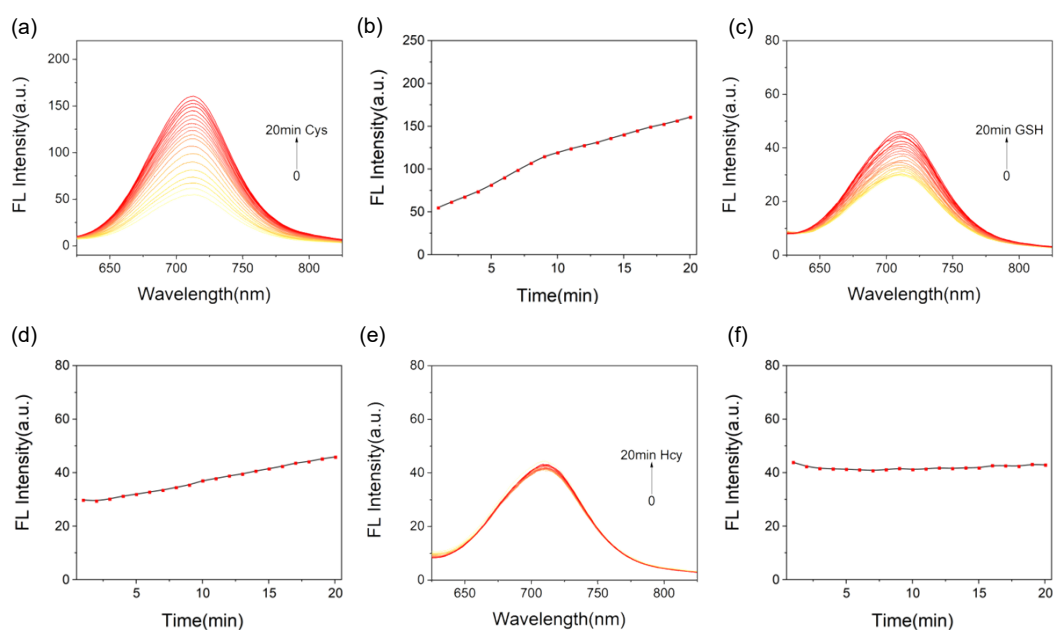 (a)
FL Intensity(a.u.)
200
150
100
50
0
650
700
750
800
Wavelength(nm)
20min Cys
0
(b)
FL Intensity(a.u.)
250
200
150
100
50
0
5
10
15
20
Time(min)
(c)
FL Intensity(a.u.)
80
60
40
20
0
650
700
750
800
Wavelength(nm)
20min GSH
0
(d)
FL Intensity(a.u.)
80
60
40
20
0
5
10
15
20
Time(min)
(e)
FL Intensity(a.u.)
80
60
40
20
0
650
700
750
800
Wavelength(nm)
20min Hcy
0
(f)
FL Intensity(a.u.)
80
60
40
20
0
5
10
15
20
Time(min)